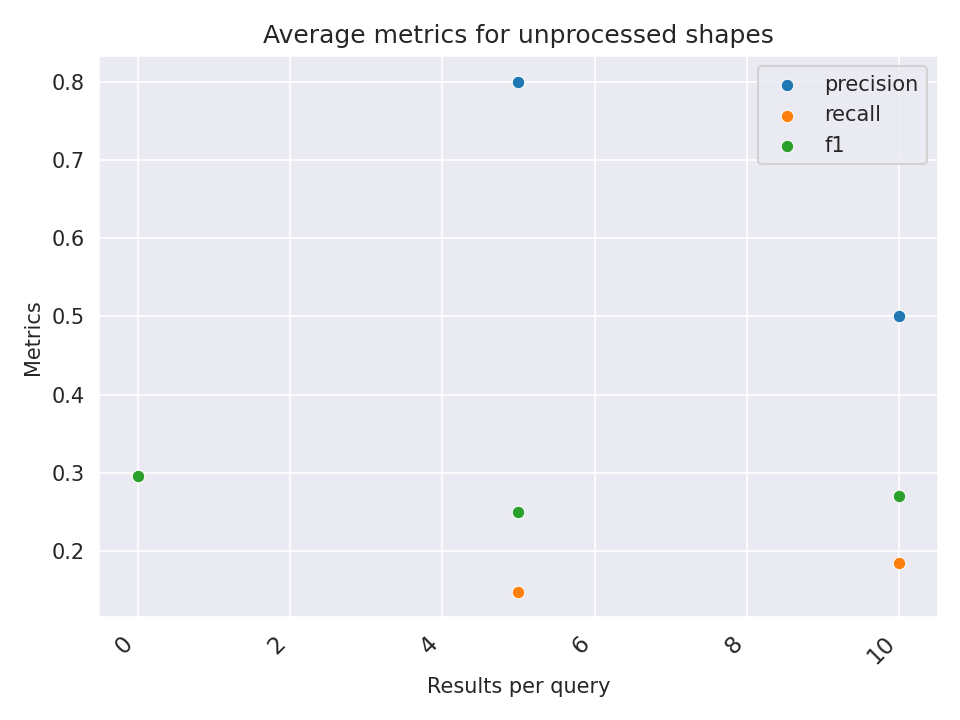 Average metrics for unprocessed shapes
precision
recall
f1
Metrics
0.8
0.7
0.6
0.5
0.4
0.3
0.2
0
2
4
6
8
10
Results per query